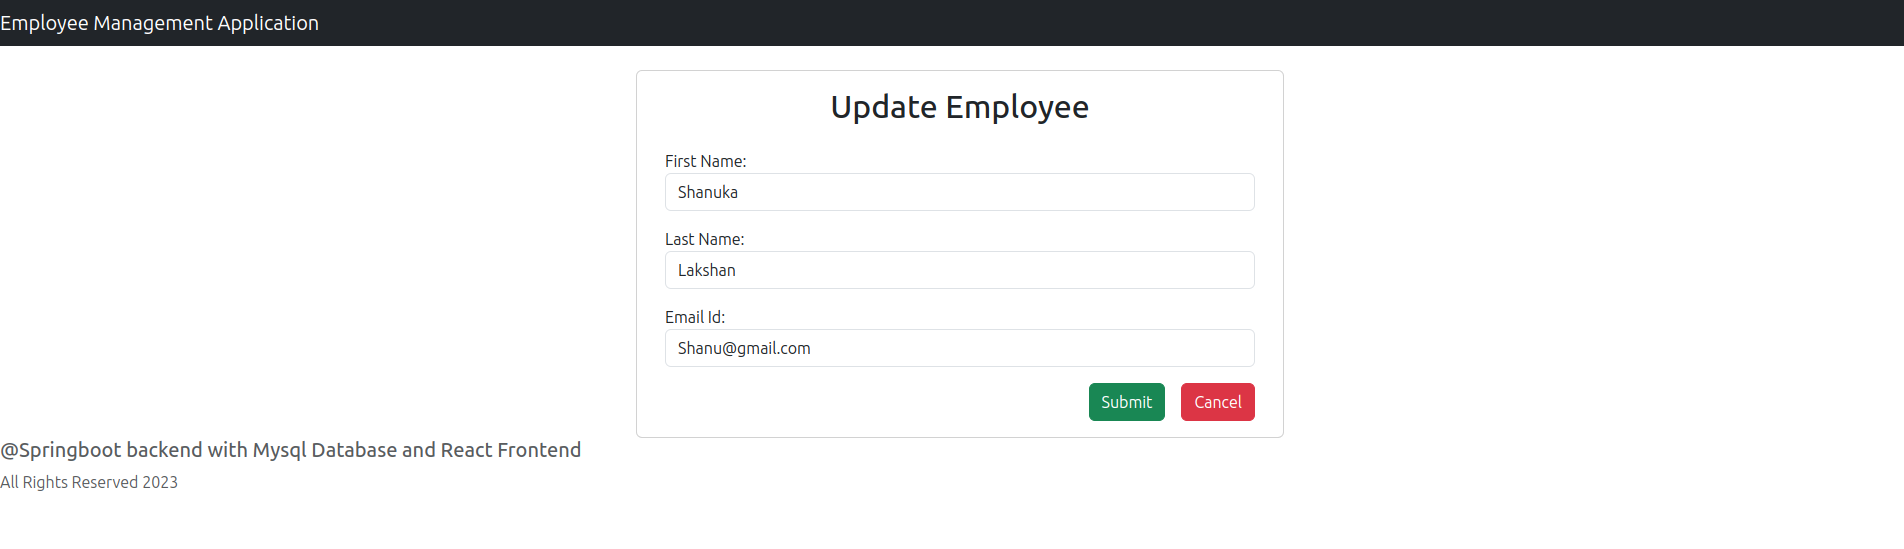 Employee Management Application
Update Employee
First Name:
Shanuka
Last Name:
Lakshan
Email Id:
Shanu@gmail.com
Submit Cancel
@Springboot backend with Mysql Database and React Frontend
All Rights Reserved 2023